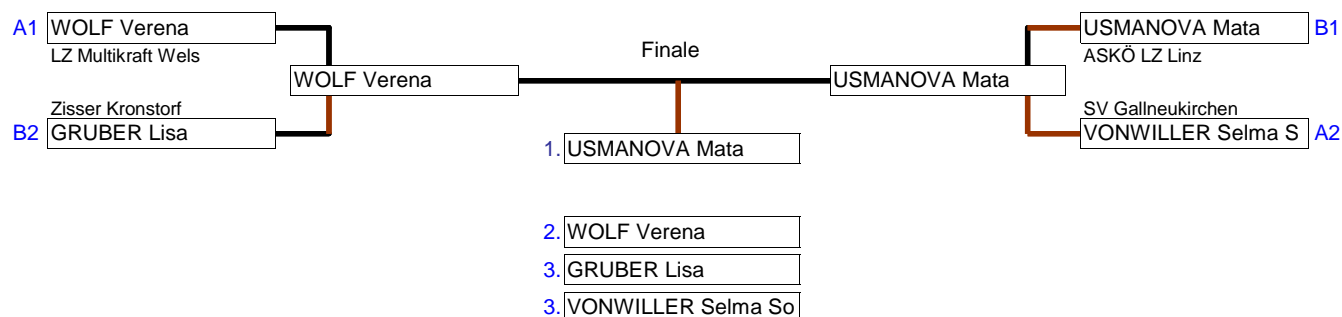 A1 WOLF Verena
LZ Multikraft Wels
Zisser Kronstorf
B2 GRUBER Lisa
WOLF Verena
Finale
USMANOVA Mata
USMANOVA Mata B1
ASKÖ LZ Linz
SV Gallneukirchen
VONWILLER Selma S A2
1. USMANOVA Mata
2. WOLF Verena
3. GRUBER Lisa
3. VONWILLER Selma So